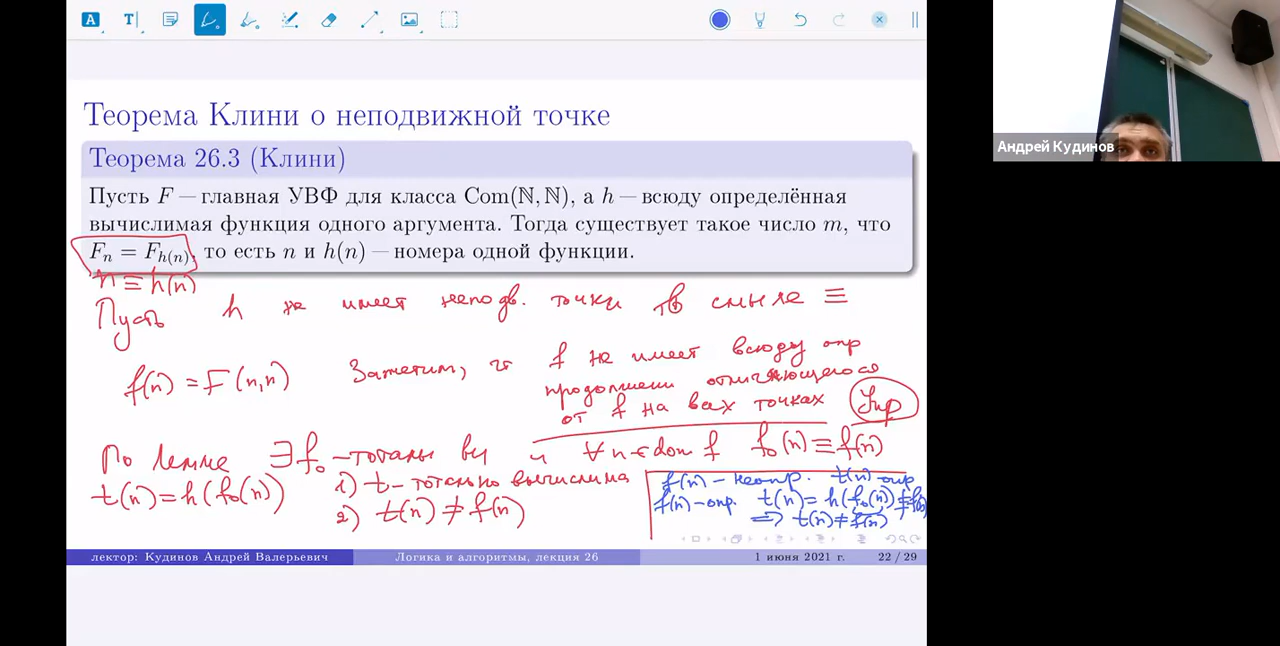 Теорема Клини о неподвижной точке
Теорема 26.3 (Клини)
Пусть F — главная УВФ для класса Com(ℕ, ℕ), а h — всюду определённая
вычислимая функция одного аргумента. Тогда существует такое число m, что
Fₙ = F_{h(n)}, то есть n и h(n) — номера одной функции.
n ≡ h(n)
Пусть h не имеет неподв. точки в смысле ≡
f(n) = F(n,n) Заметим, чт f не имеет всюду опр
продолжени отличающегося
от f на всех точках Упр
По лемме ∃ f₀ - тотальн выч и ∀ n ∈ dom f f₀(n) ≡ f(n)
t(n) = h(f₀(n)) 1) t - тотально вычислима
2) t(n) ≠ f(n)
f(n) - неопр. t(n) - опр
f(n) - опр. t(n) = h(f₀(n)) ≢ f₀(n)
⇒ t(n) ≠ f(n)
лектор: Кудинов Андрей Валерьевич Логика и алгоритмы, лекция 26 1 июня 2021 г. 22 / 29
Андрей Кудинов